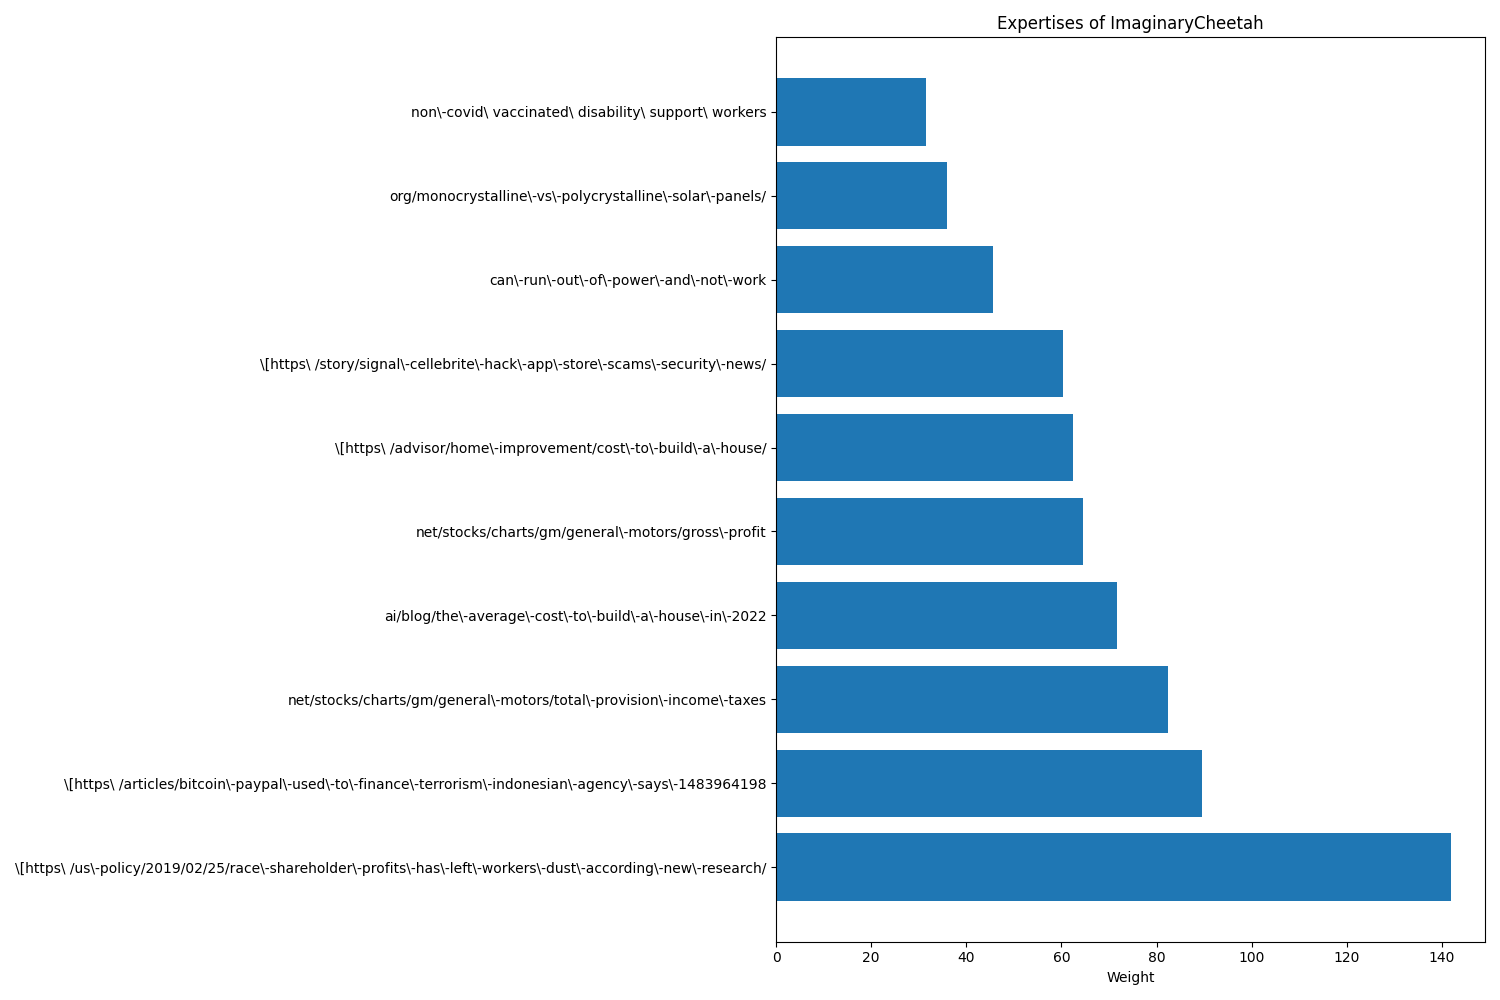 Expertises of ImaginaryCheetah
non\-covid\ vaccinated\ disability\ support\ workers
org/monocrystalline\-vs\-polycrystalline\-solar\-panels/
can\-run\-out\-of\-power\-and\-not\-work
\[https\ /story/signal\-cellebrite\-hack\-app\-store\-scams\-security\-news/
\[https\ /advisor/home\-improvement/cost\-to\-build\-a\-house/
net/stocks/charts/gm/general\-motors/gross\-profit
ai/blog/the\-average\-cost\-to\-build\-a\-house\-in\-2022
net/stocks/charts/gm/general\-motors/total\-provision\-income\-taxes
\[https\ /articles/bitcoin\-paypal\-used\-to\-finance\-terrorism\-indonesian\-agency\-says\-1483964198
\[https\ /us\-policy/2019/02/25/race\-shareholder\-profits\-has\-left\-workers\-dust\-according\-new\-research/
0 20 40 60 80 100 120 140
Weight